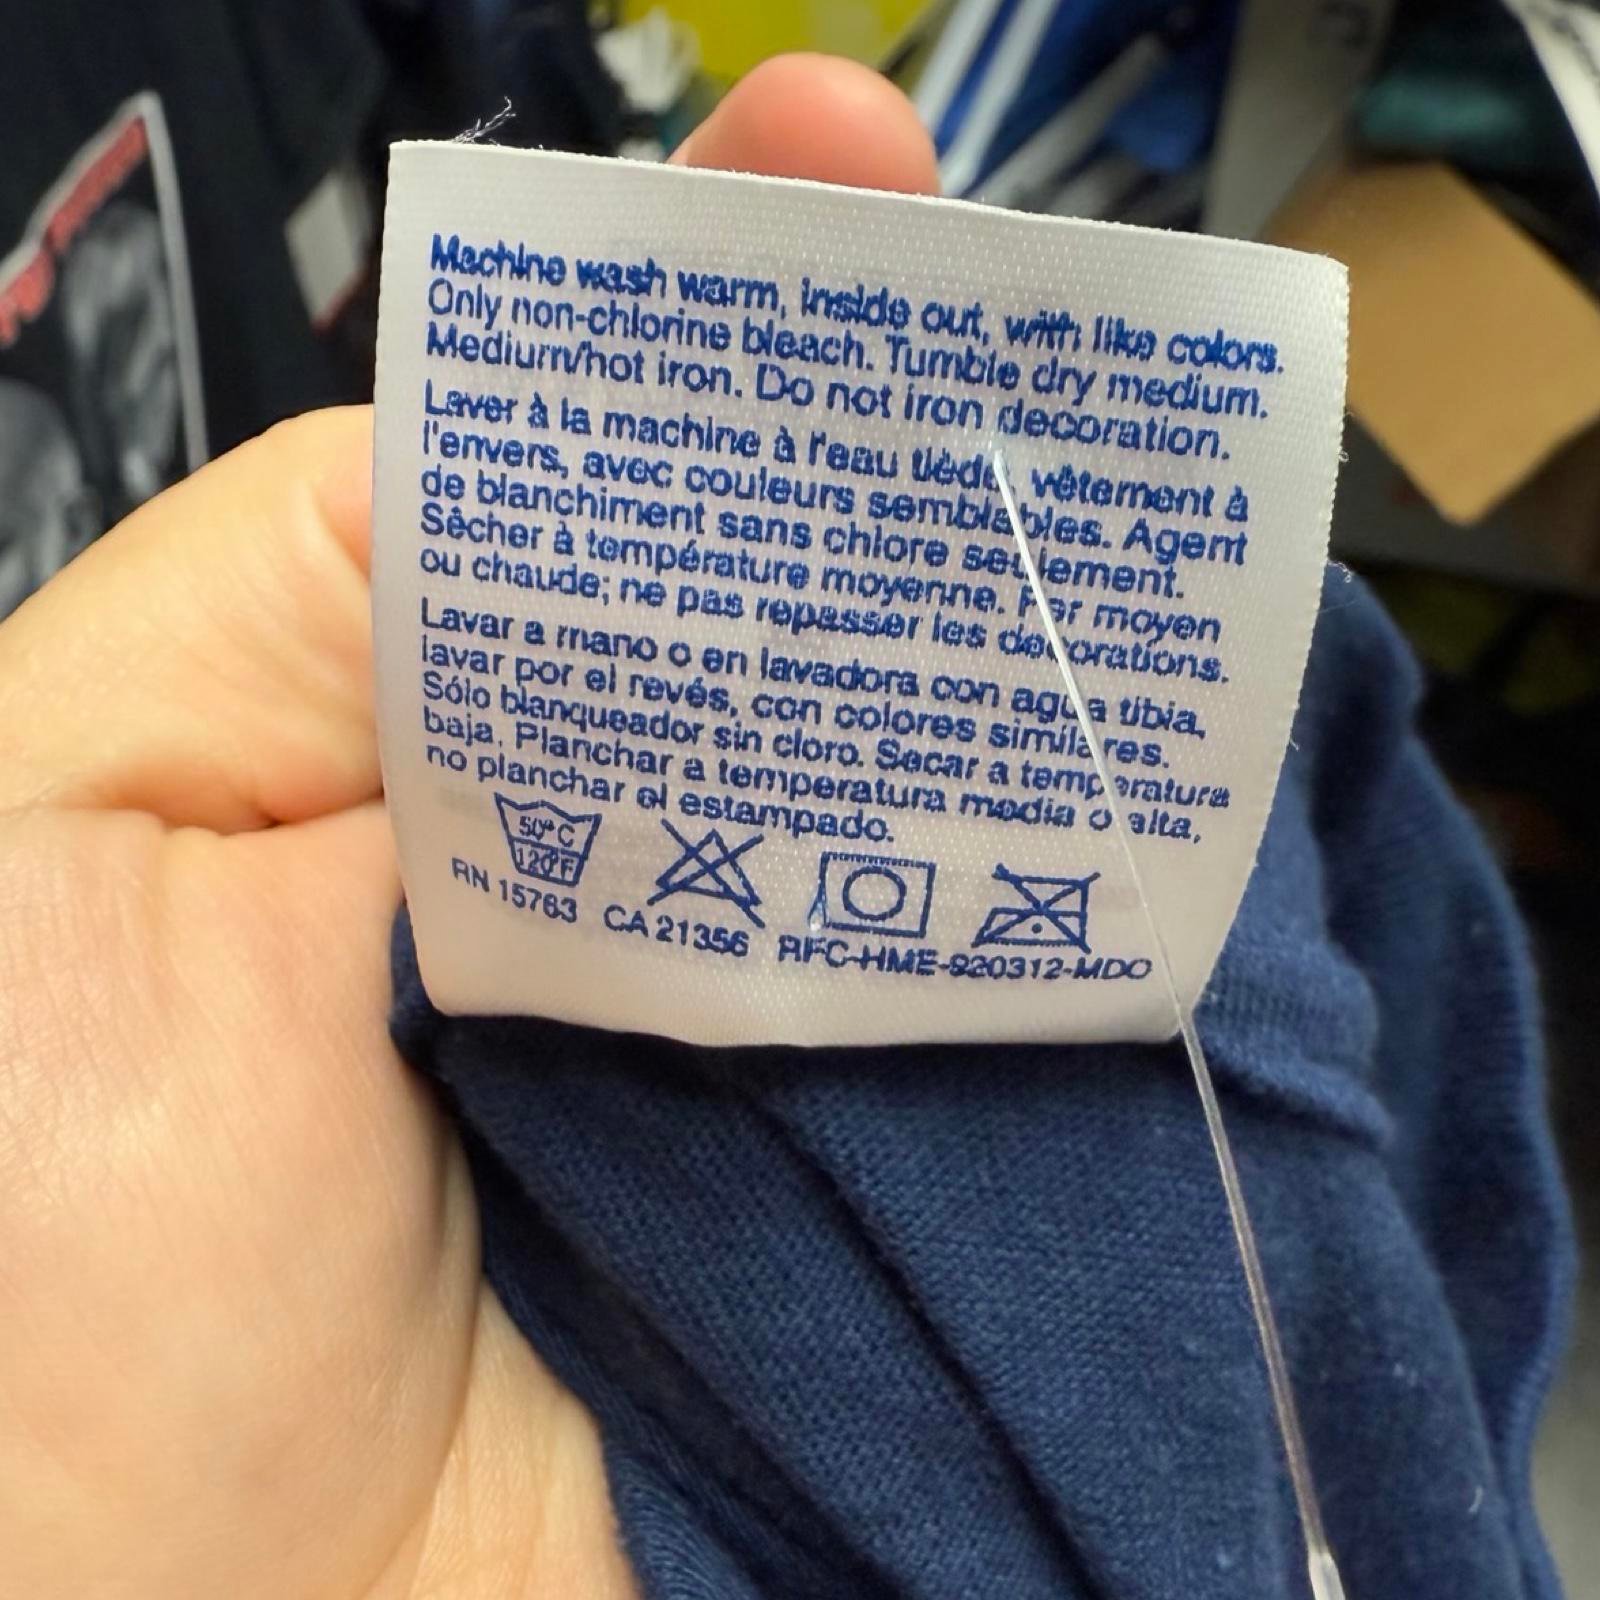 Machine wash warm, inside out, with like colors.
Only non-chlorine bleach. Tumble dry medium.
Medium/hot iron. Do not iron decoration.
Laver à la machine à l'eau tiède, vêtement à
l'envers, avec couleurs semblables. Agent
de blanchiment sans chlore seulement.
Sècher à température moyenne. Fer moyen
ou chaude; ne pas repasser les decorations.
Lavar a mano o en lavadora con agua tibia,
lavar por el revés, con colores similares.
Sólo blanqueador sin cloro. Secar a temperatura
baja. Planchar a temperatura media o alta,
no planchar el estampado.
50°C
120°F
RN 15763 CA 21356 RFC-HME-920312-MDO